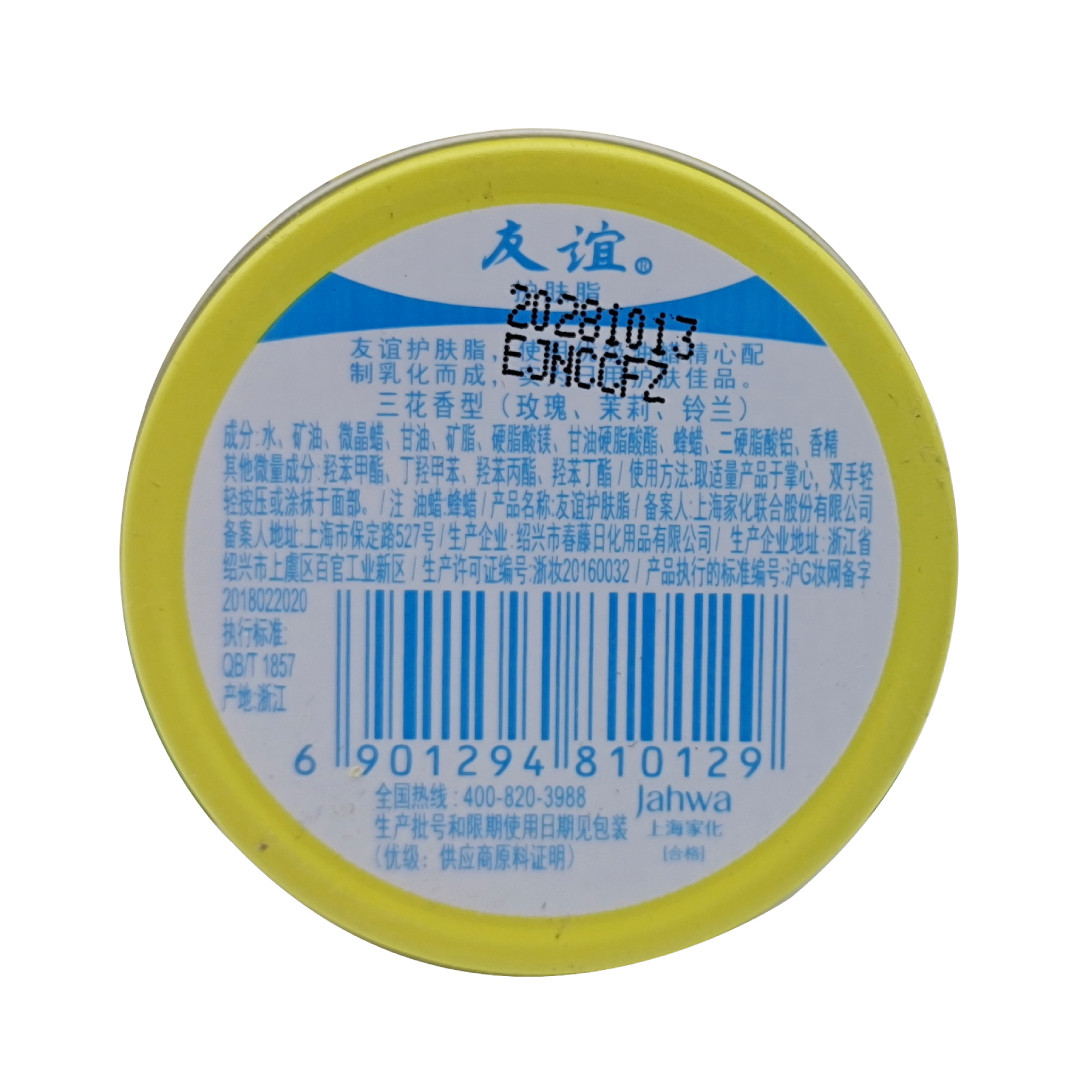 友谊®
护肤脂
20281013
EJNCCFZ
友谊护肤脂，使用 油蜡精心配
制乳化而成， 护肤佳品。
三花香型（玫瑰、茉莉、铃兰）
成分:水、矿油、微晶蜡、甘油、矿脂、硬脂酸镁、甘油硬脂酸酯、蜂蜡、二硬脂酸铝、香精
其他微量成分:羟苯甲酯、丁羟甲苯、羟苯丙酯、羟苯丁酯/使用方法:取适量产品于掌心，双手轻
轻按压或涂抹于面部。/注 油蜡:蜂蜡/产品名称:友谊护肤脂/备案人:上海家化联合股份有限公司
备案人地址:上海市保定路527号/生产企业:绍兴市春藤日化用品有限公司/ 生产企业地址:浙江省
绍兴市上虞区百官工业新区/生产许可证编号:浙妆20160032/产品执行的标准编号:沪G妆网备字
2018022020
执行标准:
QB/T 1857
产地:浙江
6 901294 810129
全国热线:400-820-3988
生产批号和限期使用日期见包装
(优级：供应商原料证明)
Jahwa
上海家化
[合格]